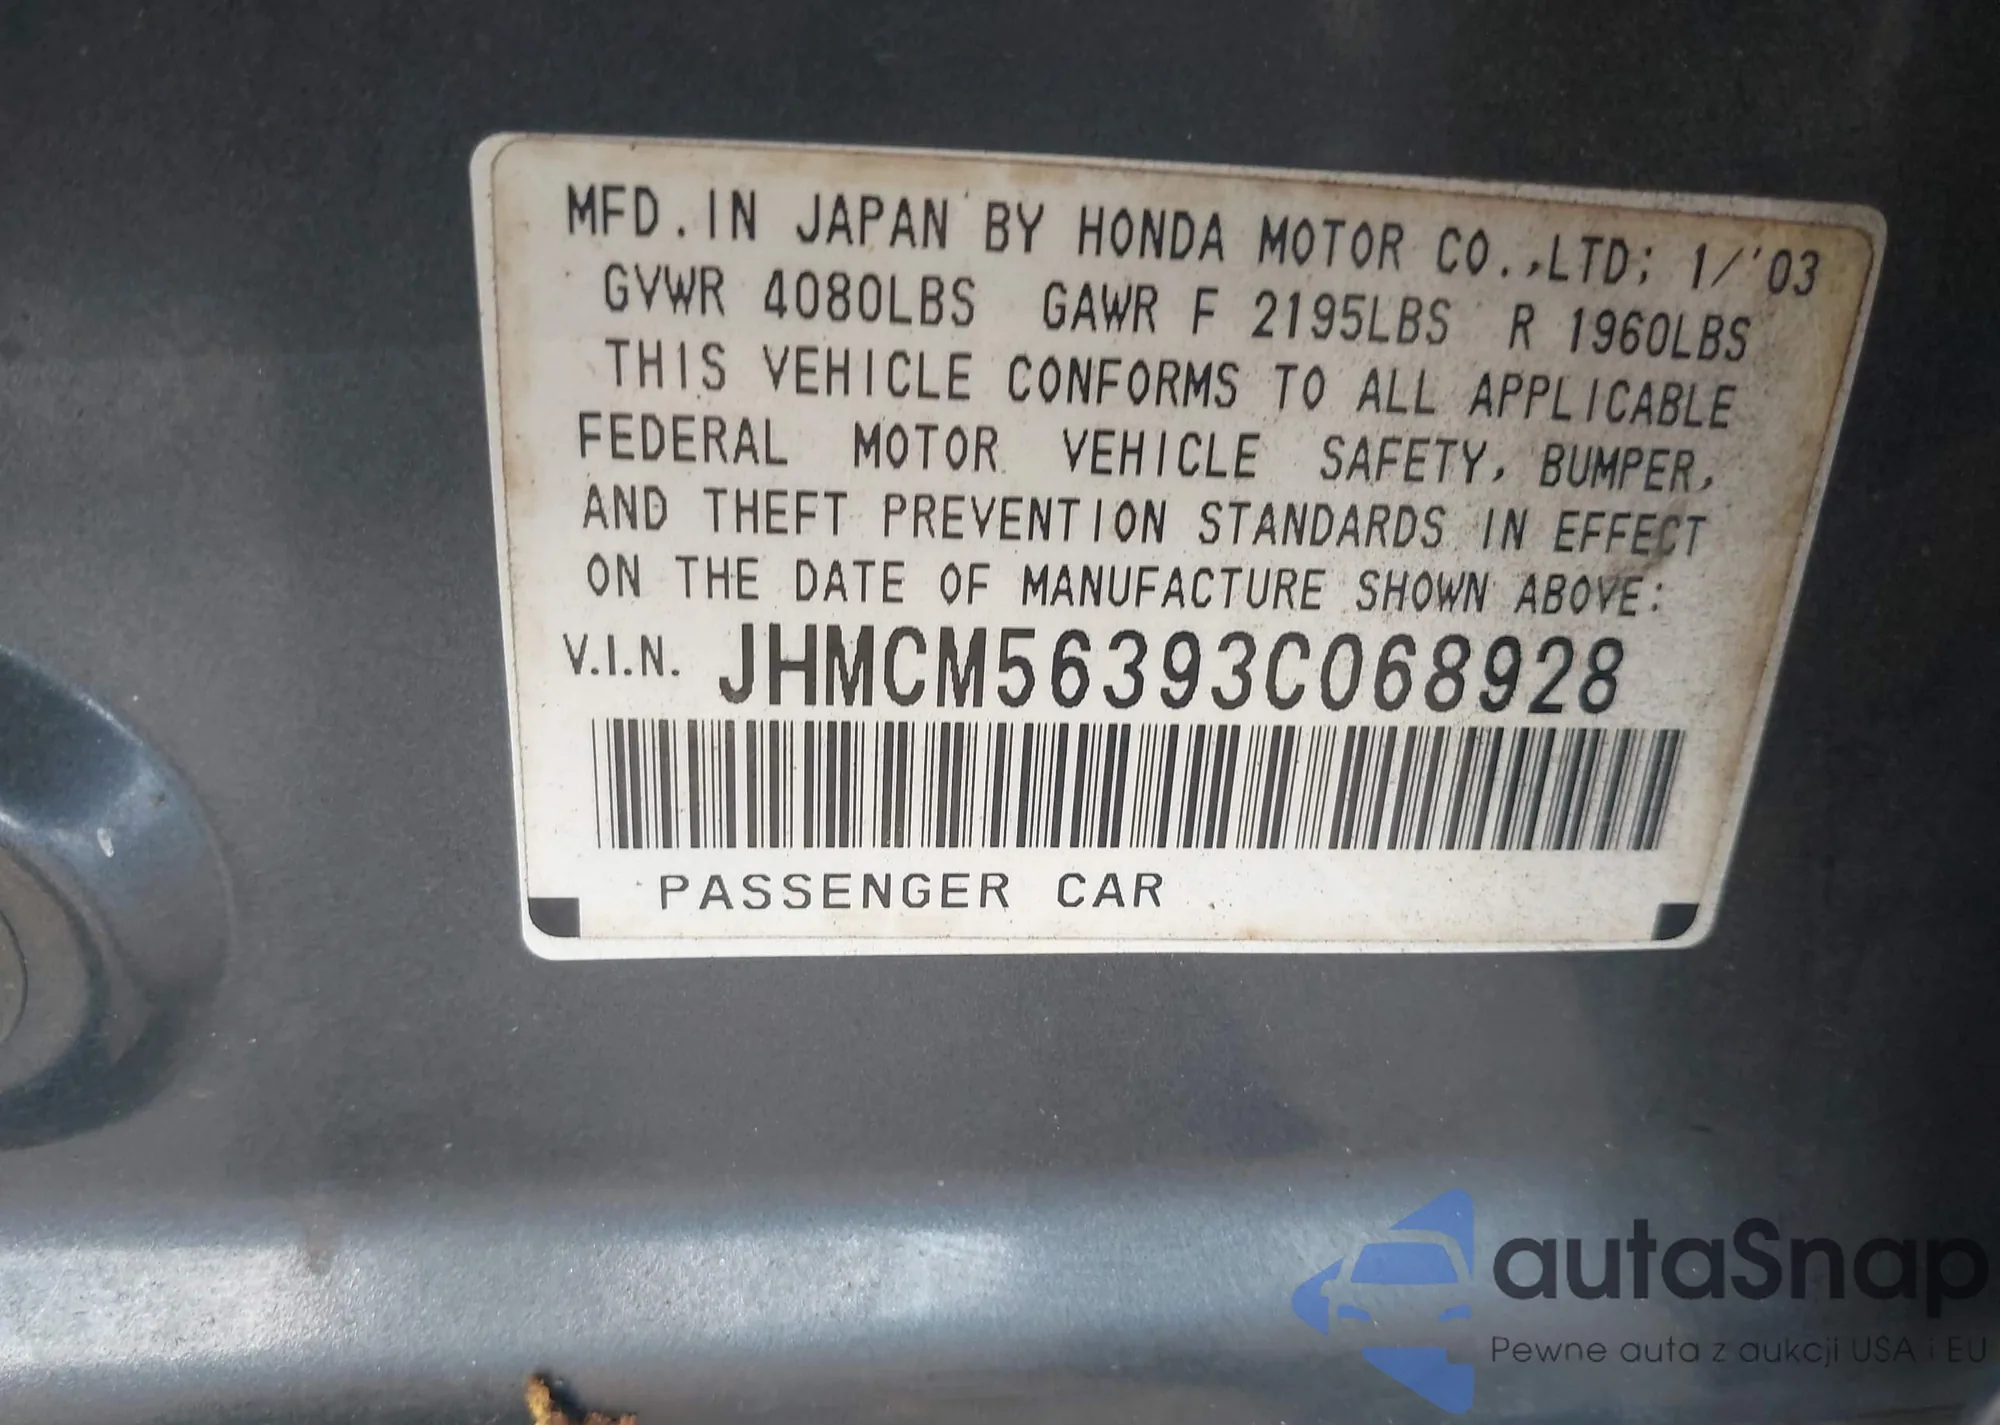 MFD. IN JAPAN BY HONDA MOTOR CO.,LTD; 1/'03
GVWR 4080LBS GAWR F 2195LBS R 1960LBS
THIS VEHICLE CONFORMS TO ALL APPLICABLE
FEDERAL MOTOR VEHICLE SAFETY, BUMPER,
AND THEFT PREVENTION STANDARDS IN EFFECT
ON THE DATE OF MANUFACTURE SHOWN ABOVE:
V.I.N. JHMCM56393C068928
PASSENGER CAR
autaSnap
Pewne auta z aukcji USA i EU